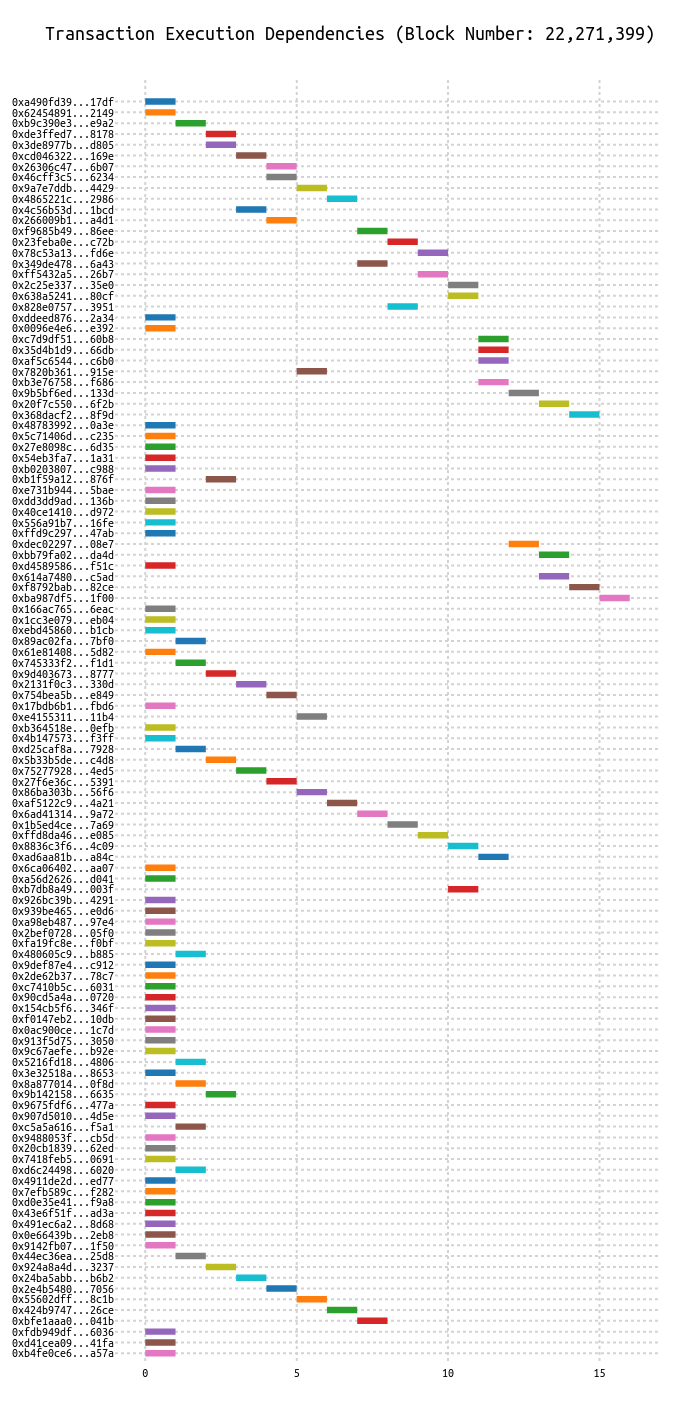 Transaction Execution Dependencies (Block Number: 22,271,399)
0xa490fd39...17df
0x62454891...2149
0xb9c390e3...e9a2
0xde3ffed7...8178
0x3de8977b...d805
0xcd046322...169e
0x26306c47...6b07
0x46cff3c5...6234
0x9a7e7ddb...4429
0x4865221c...2986
0x4c56b53d...1bcd
0x266009b1...a4d1
0xf9685b49...86ee
0x23feba0e...c72b
0x78c53a13...fd6e
0x349de478...6a43
0xff5432a5...26b7
0x2c25e337...35e0
0x638a5241...80cf
0x828e0757...3951
0xddeed876...2a34
0x0096e4e6...e392
0xc7d9df51...60b8
0x35d4b1d9...66db
0xaf5c6544...c6b0
0x7820b361...915e
0xb3e76758...f686
0x9b5bf6ed...133d
0x20f7c550...6f2b
0x368dacf2...8f9d
0x48783992...0a3e
0x5c71406d...c235
0x27e8098c...6d35
0x54eb3fa7...1a31
0xb0203807...c988
0xb1f59a12...876f
0xe731b944...5bae
0xdd3dd9ad...136b
0x40ce1410...d972
0x556a91b7...16fe
0xffd9c297...47ab
0xdec02297...08e7
0xbb79fa02...da4d
0xd4589586...f51c
0x614a7480...c5ad
0xf8792bab...82ce
0xba987df5...1f00
0x166ac765...6eac
0x1cc3e079...eb04
0xebd45860...b1cb
0x89ac02fa...7bf0
0x61e81408...5d82
0x745333f2...f1d1
0x9d403673...8777
0x2131f0c3...330d
0x754bea5b...e849
0x17bdb6b1...fbd6
0xe4155311...11b4
0xb364518e...0efb
0x4b147573...f3ff
0xd25caf8a...7928
0x5b33b5de...c4d8
0x75277928...4ed5
0x27f6e36c...5391
0x86ba303b...56f6
0xaf5122c9...4a21
0x6ad41314...9a72
0x1b5ed4ce...7a69
0xffd8da46...e085
0x8836c3f6...4c09
0xad6aa81b...a84c
0x6ca06402...aa07
0xa56d2626...d041
0xb7db8a49...003f
0x926bc39b...4291
0x939be465...e0d6
0xa98eb487...97e4
0x2bef0728...05f0
0xfa19fc8e...f0bf
0x480605c9...b885
0x9def87e4...c912
0x2de62b37...78c7
0xc7410b5c...6031
0x90cd5a4a...0720
0x154cb5f6...346f
0xf0147eb2...10db
0x0ac900ce...1c7d
0x913f5d75...3050
0x9c67aefe...b92e
0x5216fd18...4806
0x3e32518a...8653
0x8a877014...0f8d
0x9b142158...6635
0x9675fdf6...477a
0x907d5010...4d5e
0xc5a5a616...f5a1
0x9488053f...cb5d
0x20cb1839...62ed
0x7418feb5...0691
0xd6c24498...6020
0x4911de2d...ed77
0x7efb589c...f282
0xd0e35e41...f9a8
0x43e6f51f...ad3a
0x491ec6a2...8d68
0x0e66439b...2eb8
0x9142fb07...1f50
0x44ec36ea...25d8
0x924a8a4d...3237
0x24ba5abb...b6b2
0x2e4b5480...7056
0x55602dff...8c1b
0x424b9747...26ce
0xbfe1aaa0...041b
0xfdb949df...6036
0xd41cea09...41fa
0xb4fe0ce6...a57a
0 5 10 15